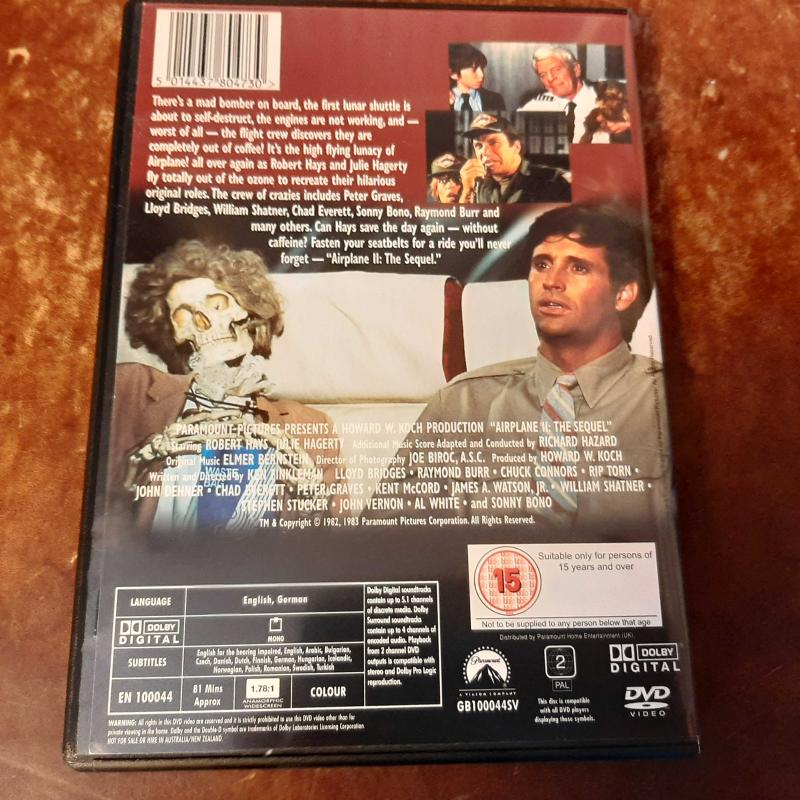 5 014437 804730 >
There's a mad bomber on board, the first lunar shuttle is
about to self-destruct, the engines are not working, and —
worst of all — the flight crew discovers they are
completely out of coffee! It's the high flying lunacy of
Airplane! all over again as Robert Hays and Julie Hagerty
fly totally out of the ozone to recreate their hilarious
original roles. The crew of crazies includes Peter Graves,
Lloyd Bridges, William Shatner, Chad Everett, Sonny Bono, Raymond Burr and
many others. Can Hays save the day again — without
caffeine? Fasten your seatbelts for a ride you'll never
forget — "Airplane II: The Sequel."
PARAMOUNT PICTURES PRESENTS A HOWARD W. KOCH PRODUCTION "AIRPLANE II: THE SEQUEL"
Starring ROBERT HAYS JULIE HAGERTY Additional Music Score Adapted and Conducted by RICHARD HAZARD
Original Music ELMER BERNSTEIN Director of Photography JOE BIROC, A.S.C. Produced by HOWARD W. KOCH
Written and Directed by KEN FINKLEMAN LLOYD BRIDGES • RAYMOND BURR • CHUCK CONNORS • RIP TORN •
JOHN DEHNER • CHAD EVERETT • PETER GRAVES • KENT McCORD • JAMES A. WATSON, JR. • WILLIAM SHATNER •
STEPHEN STUCKER • JOHN VERNON • AL WHITE • and SONNY BONO
TM & Copyright © 1982, 1983 Paramount Pictures Corporation. All Rights Reserved.
WASTE
BAG
15
Suitable only for persons of
15 years and over
Not to be supplied to any person below that age
Distributed by Paramount Home Entertainment (UK).
LANGUAGE
English, German
DOLBY
DIGITAL
MONO
SUBTITLES
English for the hearing impaired, English, Arabic, Bulgarian,
Czech, Danish, Dutch, Finnish, German, Hungarian, Icelandic,
Norwegian, Polish, Romanian, Swedish, Turkish
EN 100044
81 Mins
Approx
1.78:1
ANAMORPHIC
WIDESCREEN
COLOUR
Dolby Digital soundtracks
contain up to 5.1 channels
of discrete media. Dolby
Surround soundtracks
contain up to 4 channels of
encoded audio. Playback
from 2 channel DVD
outputs is compatible with
stereo and Dolby Pro Logic
reproduction.
Paramount
A VIACOM COMPANY
GB100044SV
2
PAL
This disc is compatible
with all DVD players
displaying these symbols.
DOLBY
DIGITAL
DVD
VIDEO
WARNING: All rights in this DVD video are reserved and it is strictly prohibited to use this DVD video other than for
private viewing in the home. Dolby and the Double-D symbol are trademarks of Dolby Laboratories Licensing Corporation.
NOT FOR SALE OR HIRE IN AUSTRALIA/NEW ZEALAND.